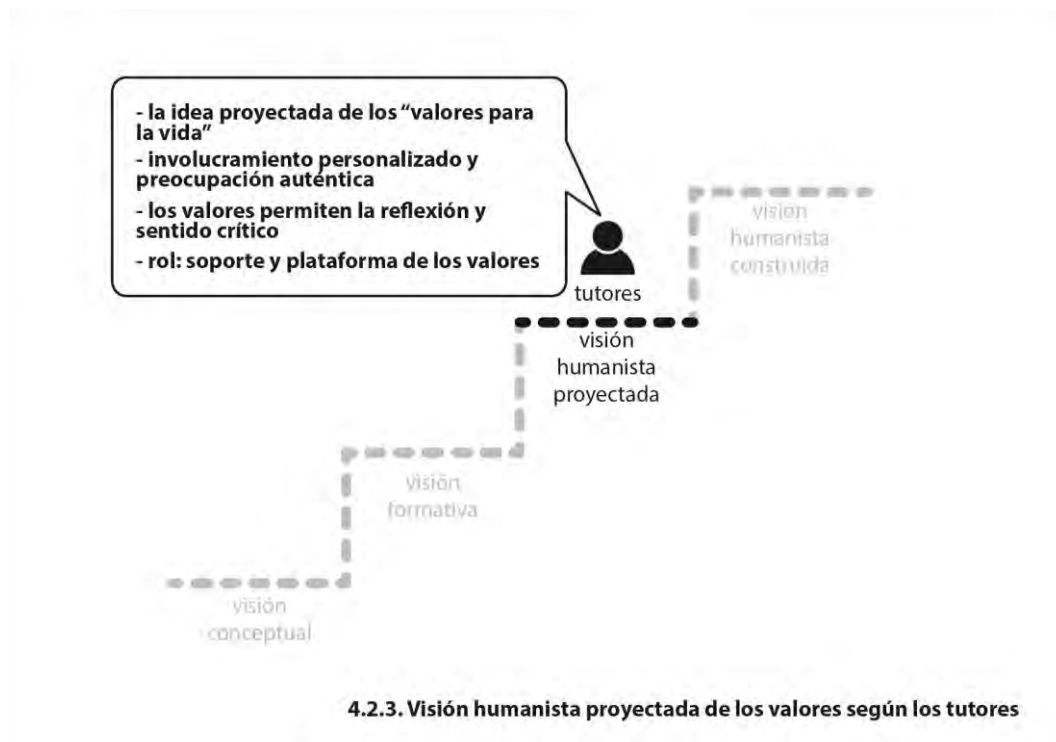 - la idea proyectada de los “valores para
la vida”
- involucramiento personalizado y
preocupación auténtica
- los valores permiten la reflexión y
sentido crítico
- rol: soporte y plataforma de los valores
tutores
visión
humanista
construida
visión
humanista
proyectada
visión
formativa
visión
conceptual
4.2.3. Visión humanista proyectada de los valores según los tutores